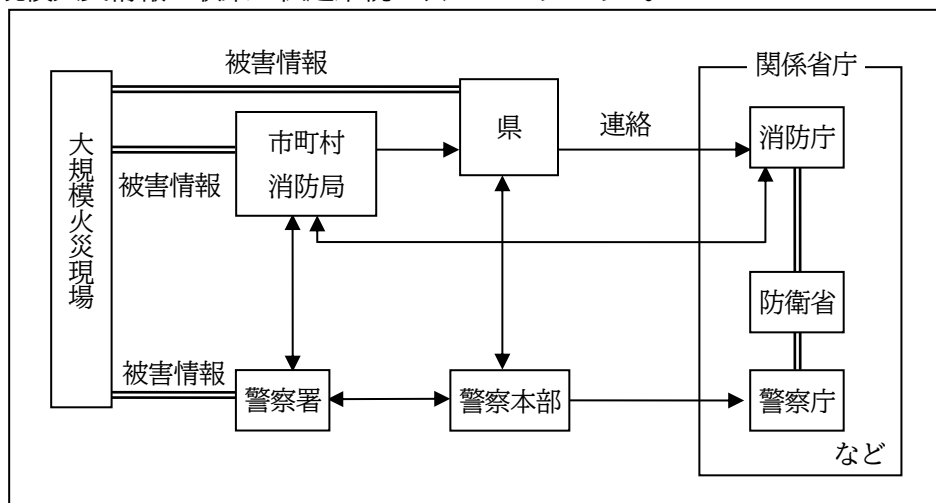 被害情報
関係省庁
県
連絡
消防庁
市町村
消防局
大規模火災現場
被害情報
防衛省
被害情報
警察署
警察本部
警察庁
など